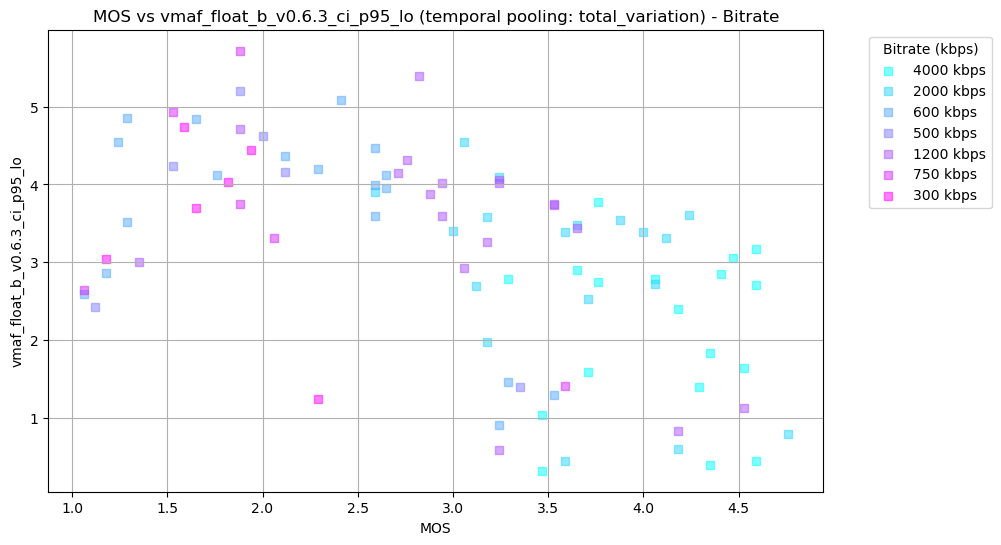 MOS vs vmaf_float_b_v0.6.3_ci_p95_lo (temporal pooling: total_variation) - Bitrate
vmaf_float_b_v0.6.3_ci_p95_lo
5
4
3
2
1
1.0 1.5 2.0 2.5 3.0 3.5 4.0 4.5
MOS
Bitrate (kbps)
4000 kbps
2000 kbps
600 kbps
500 kbps
1200 kbps
750 kbps
300 kbps